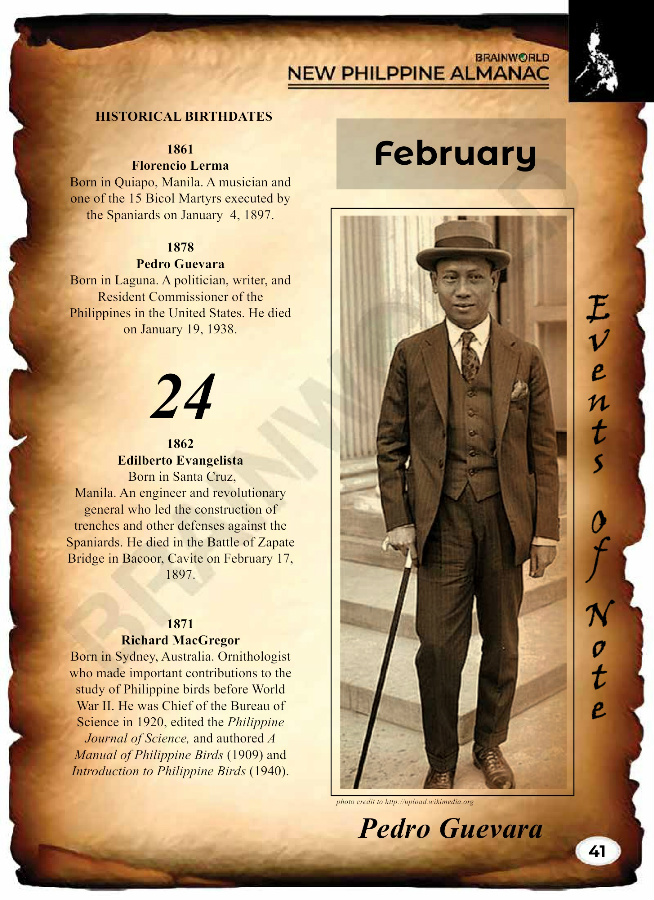 BRAINWORLD
NEW PHILPPINE ALMANAC
HISTORICAL BIRTHDATES
1861
Florencio Lerma
Born in Quiapo, Manila. A musician and
one of the 15 Bicol Martyrs executed by
the Spaniards on January 4, 1897.
1878
Pedro Guevara
Born in Laguna. A politician, writer, and
Resident Commissioner of the
Philippines in the United States. He died
on January 19, 1938.
24
1862
Edilberto Evangelista
Born in Santa Cruz,
Manila. An engineer and revolutionary
general who led the construction of
trenches and other defenses against the
Spaniards. He died in the Battle of Zapate
Bridge in Bacoor, Cavite on February 17,
1897.
1871
Richard MacGregor
Born in Sydney, Australia. Ornithologist
who made important contributions to the
study of Philippine birds before World
War II. He was Chief of the Bureau of
Science in 1920, edited the Philippine
Journal of Science, and authored A
Manual of Philippine Birds (1909) and
Introduction to Philippine Birds (1940).
February
Events of Note
photo credit to http://upload.wikimedia.org
Pedro Guevara
41
BRAINWORLD